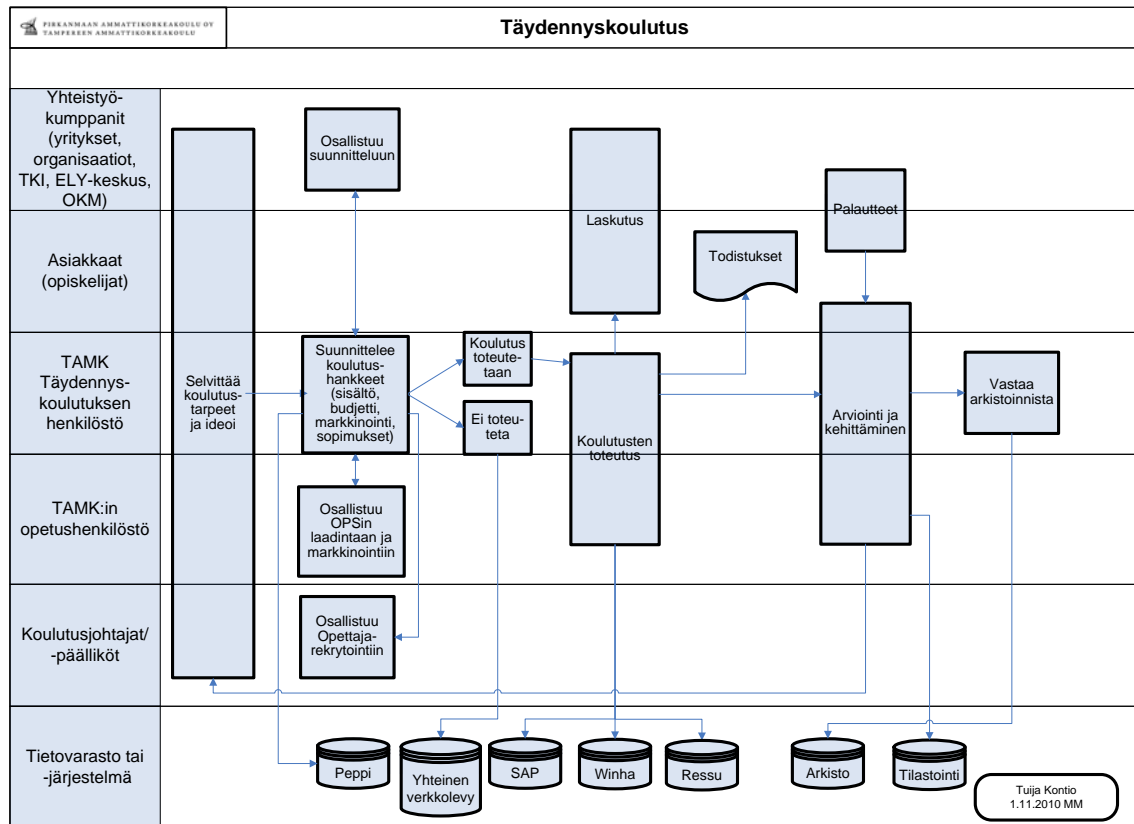 PIRKANMAAN AMMATTIKORKEAKOULU OY
TAMPEREEN AMMATTIKORKEAKOULU
Täydennyskoulutus
Yhteistyö-
kumppanit
(yritykset,
organisaatiot,
TKI, ELY-keskus,
OKM)
Osallistuu
suunnitteluun
Palautteet
Laskutus
Asiakkaat
(opiskelijat)
Todistukset
TAMK
Täydennys-
koulutuksen
henkilöstö
Selvittää
koulutus-
tarpeet
ja ideoi
Suunnittelee
koulutus-
hankkeet
(sisältö,
budjetti,
markkinointi,
sopimukset)
Koulutus
toteute-
taan
Ei toteu-
teta
Koulutusten
toteutus
Arviointi ja
kehittäminen
Vastaa
arkistoinnista
TAMK:in
opetushenkilöstö
Osallistuu
OPSin
laadintaan ja
markkinointiin
Koulutusjohtajat/
-päälliköt
Osallistuu
Opettaja-
rekrytointiin
Tietovarasto tai
-järjestelmä
Peppi
Yhteinen
verkkolevy
SAP
Winha
Ressu
Arkisto
Tilastointi
Tuija Kontio
1.11.2010 MM